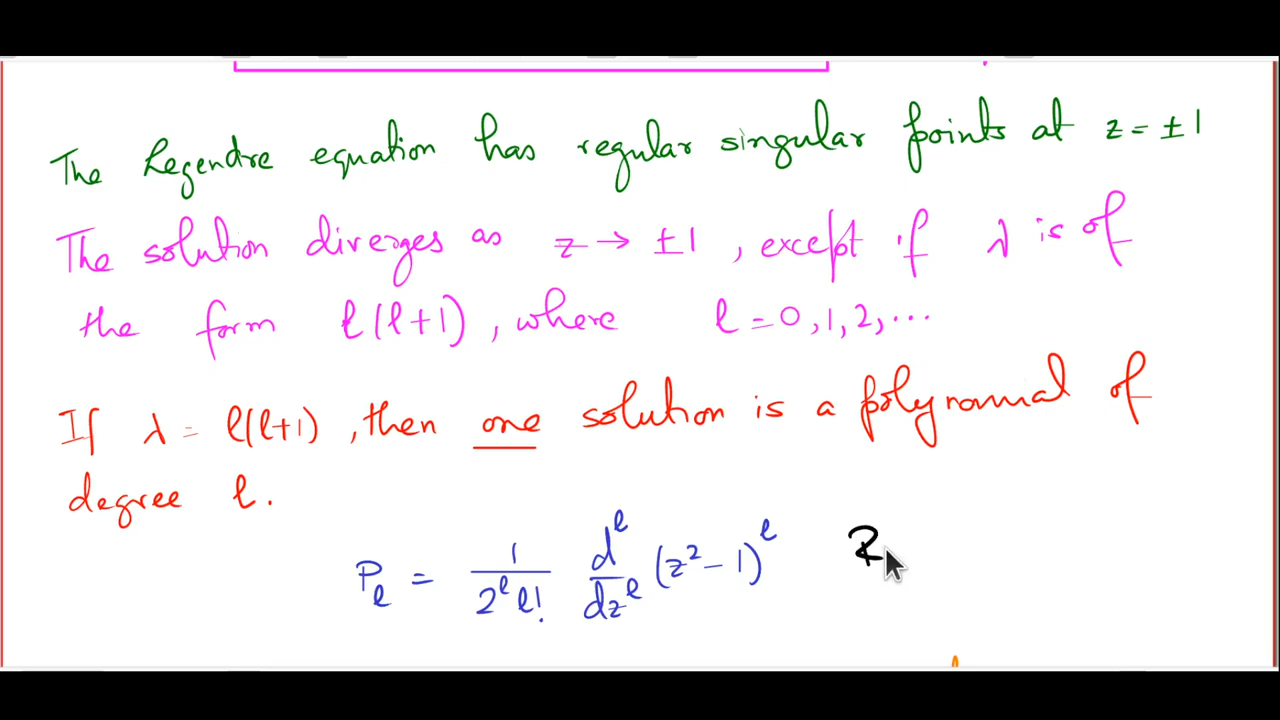 The Legendre equation has regular singular points at z = ±1
The solution diverges as z → ±1, except if λ is of
the form ℓ(ℓ+1), where ℓ = 0, 1, 2, ...
If λ = ℓ(ℓ+1), then one solution is a polynomial of
degree ℓ.
P_ℓ = 1/(2^ℓ ℓ!) d^ℓ/dz^ℓ (z² − 1)^ℓ R